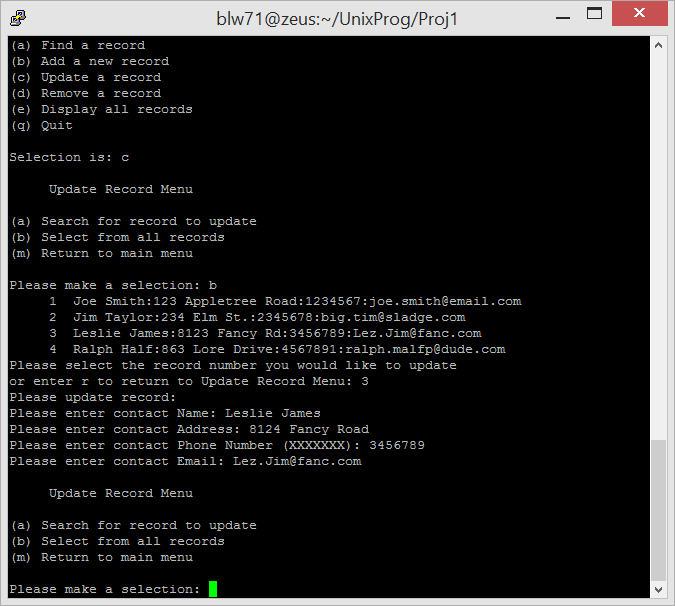 blw71@zeus:~/UnixProg/Proj1
(a) Find a record
(b) Add a new record
(c) Update a record
(d) Remove a record
(e) Display all records
(q) Quit
Selection is: c
Update Record Menu
(a) Search for record to update
(b) Select from all records
(m) Return to main menu
Please make a selection: b
1 Joe Smith:123 Appletree Road:1234567:joe.smith@email.com
2 Jim Taylor:234 Elm St.:2345678:big.tim@sladge.com
3 Leslie James:8123 Fancy Rd:3456789:Lez.Jim@fanc.com
4 Ralph Half:863 Lore Drive:4567891:ralph.malfp@dude.com
Please select the record number you would like to update
or enter r to return to Update Record Menu: 3
Please update record:
Please enter contact Name: Leslie James
Please enter contact Address: 8124 Fancy Road
Please enter contact Phone Number (XXXXXXX): 3456789
Please enter contact Email: Lez.Jim@fanc.com
Update Record Menu
(a) Search for record to update
(b) Select from all records
(m) Return to main menu
Please make a selection: